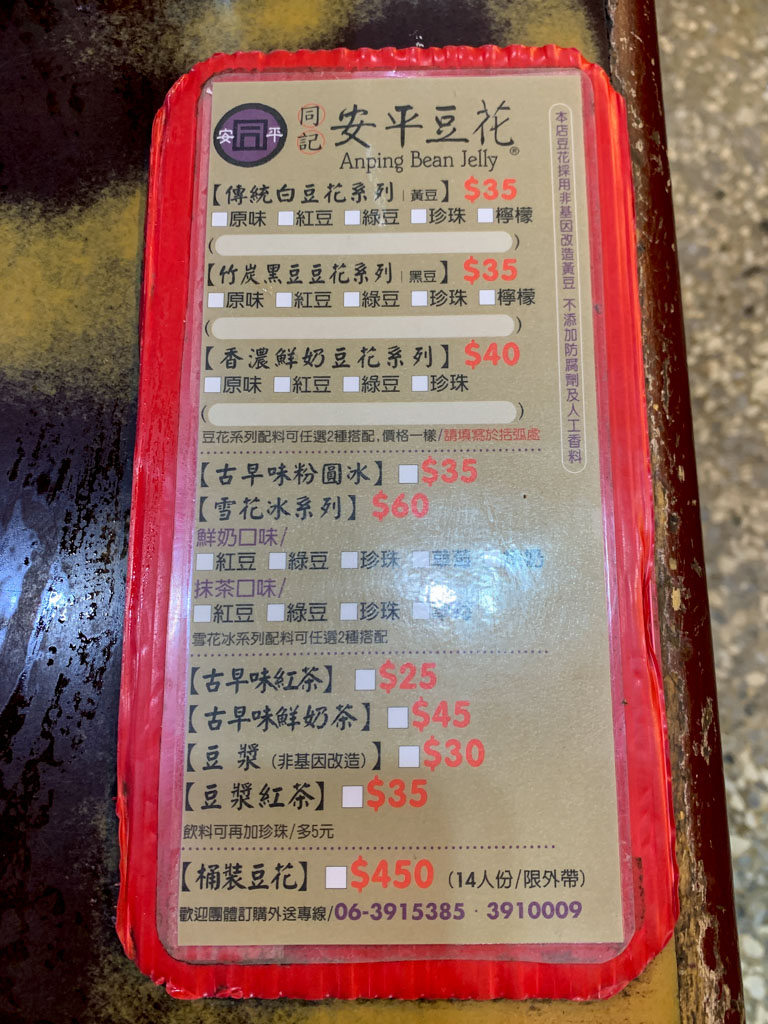 安同平
同記
安平豆花
Anping Bean Jelly®
本店豆花採用非基因改造黃豆 不添加防腐劑及人工香料
【傳統白豆花系列|黃豆】$35
□原味 □紅豆 □綠豆 □珍珠 □檸檬
( )
【竹炭黑豆豆花系列|黑豆】$35
□原味 □紅豆 □綠豆 □珍珠 □檸檬
( )
【香濃鮮奶豆花系列】$40
□原味 □紅豆 □綠豆 □珍珠
( )
豆花系列配料可任選2種搭配,價格一樣/請填寫於括弧處
【古早味粉圓冰】□$35
【雪花冰系列】$60
鮮奶口味/
□紅豆 □綠豆 □珍珠 □草莓
抹茶口味/
□紅豆 □綠豆 □珍珠 □
雪花冰系列配料可任選2種搭配
【古早味紅茶】□$25
【古早味鮮奶茶】□$45
【豆漿(非基因改造)】□$30
【豆漿紅茶】□$35
飲料可再加珍珠/多5元
【桶裝豆花】□$450(14人份/限外帶)
歡迎團體訂購外送專線/06-3915385 · 3910009